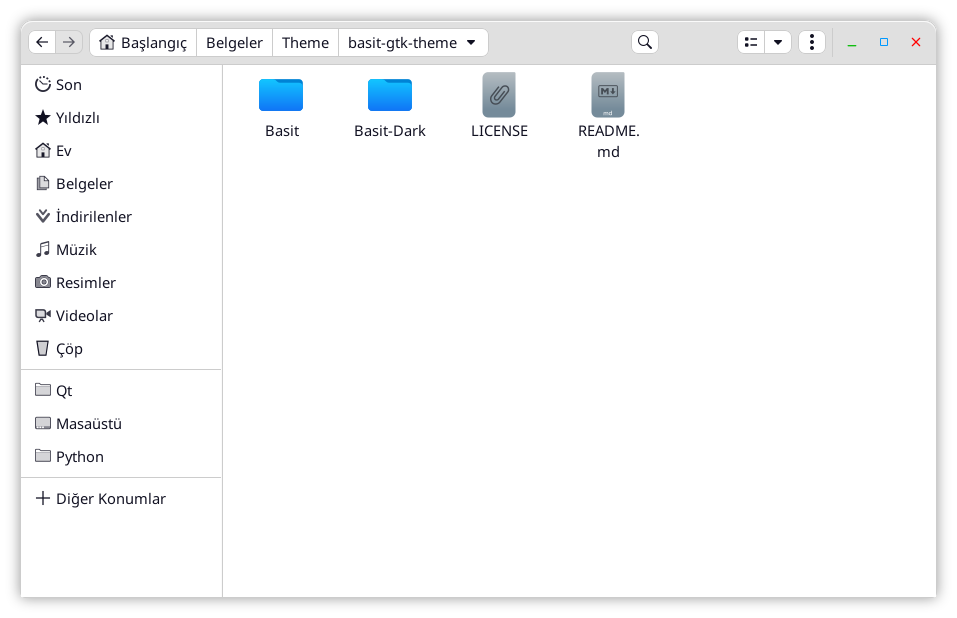 Başlangıç Belgeler Theme basit-gtk-theme
Son
Yıldızlı
Ev
Belgeler
İndirilenler
Müzik
Resimler
Videolar
Çöp
Qt
Masaüstü
Python
Diğer Konumlar
Basit
Basit-Dark
LICENSE
M
md
README.
md